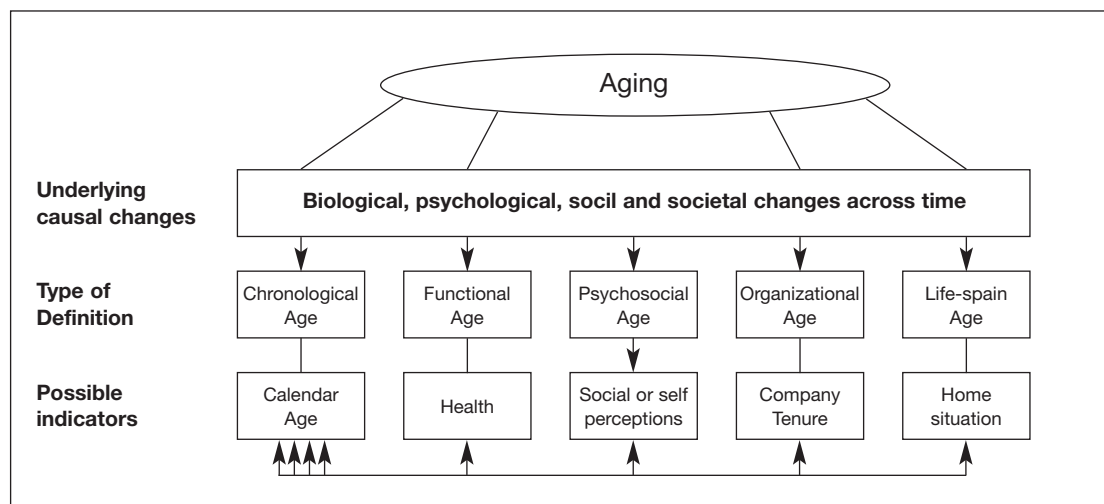 Aging
Underlying
causal changes
Biological, psychological, socil and societal changes across time
Type of
Definition
Chronological
Age
Functional
Age
Psychosocial
Age
Organizational
Age
Life-spain
Age
Possible
indicators
Calendar
Age
Health
Social or self
perceptions
Company
Tenure
Home
situation